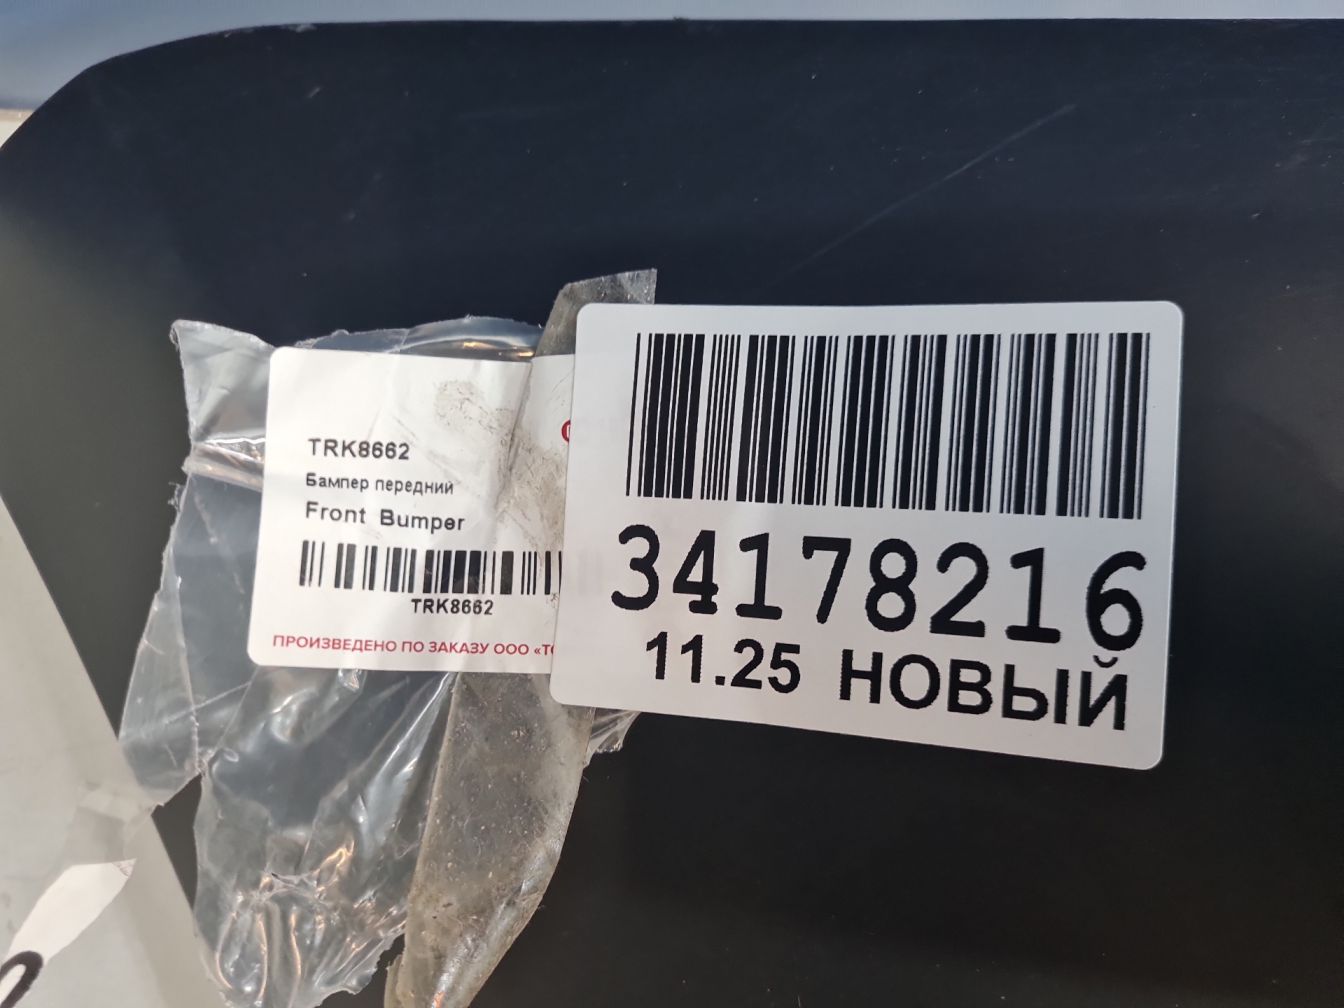 TRK8662
Бампер передний
Front Bumper
TRK8662
ПРОИЗВЕДЕНО ПО ЗАКАЗУ ООО
34178216
11.25 НОВЫЙ